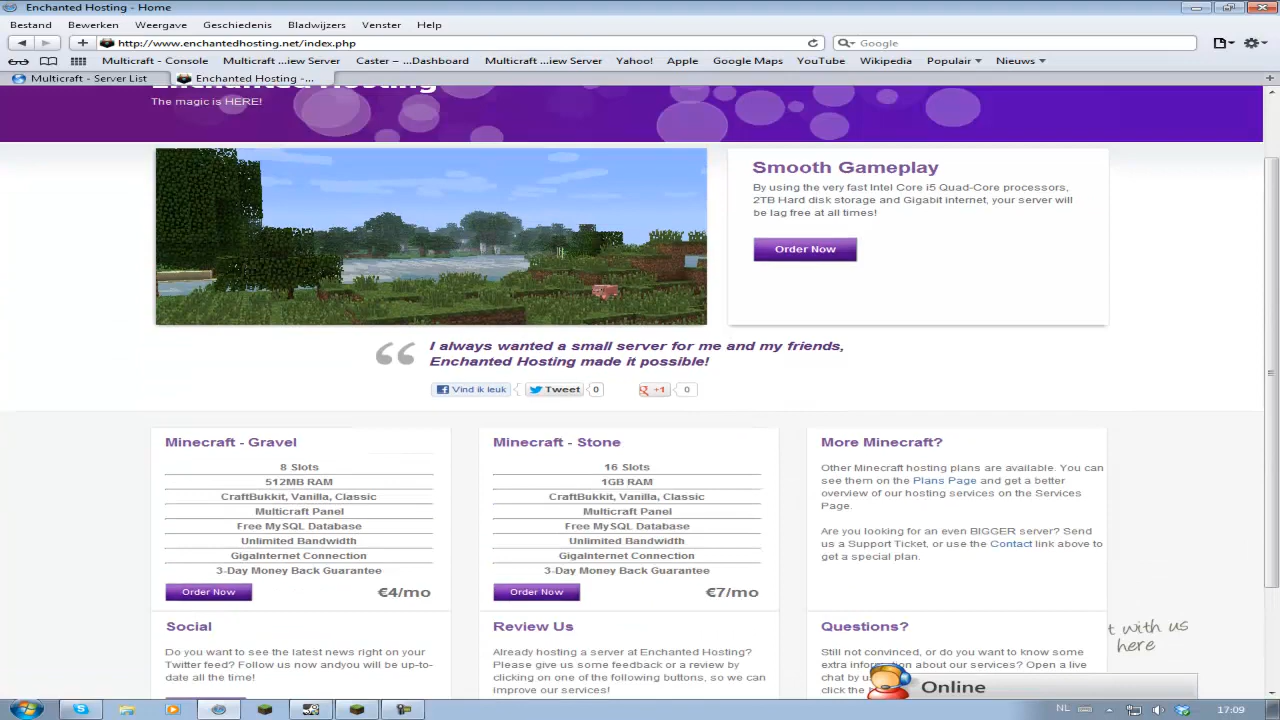 Enchanted Hosting - Home
Bestand Bewerken Weergave Geschiedenis Bladwijzers Venster Help
http://www.enchantedhosting.net/index.php
Google
Multicraft - Console Multicraft ...iew Server Caster – ...Dashboard Multicraft ...iew Server Yahoo! Apple Google Maps YouTube Wikipedia Populair Nieuws
Multicraft - Server List Enchanted Hosting -...
Enchanted Hosting
The magic is HERE!
Smooth Gameplay
By using the very fast Intel Core i5 Quad-Core processors,
2TB Hard disk storage and Gigabit internet, your server will
be lag free at all times!
Order Now
I always wanted a small server for me and my friends,
Enchanted Hosting made it possible!
Vind ik leuk Tweet 0 +1 0
Minecraft - Gravel
8 Slots
512MB RAM
CraftBukkit, Vanilla, Classic
Multicraft Panel
Free MySQL Database
Unlimited Bandwidth
GigaInternet Connection
3-Day Money Back Guarantee
Order Now €4/mo
Minecraft - Stone
16 Slots
1GB RAM
CraftBukkit, Vanilla, Classic
Multicraft Panel
Free MySQL Database
Unlimited Bandwidth
GigaInternet Connection
3-Day Money Back Guarantee
Order Now €7/mo
More Minecraft?
Other Minecraft hosting plans are available. You can
see them on the Plans Page and get a better
overview of our hosting services on the Services
Page.
Are you looking for an even BIGGER server? Send
us a Support Ticket, or use the Contact link above to
get a special plan.
Social
Do you want to see the latest news right on your
Twitter feed? Follow us now andyou will be up-to-
date all the time!
Review Us
Already hosting a server at Enchanted Hosting?
Please give us some feedback or a review by
clicking on one of the following buttons, so we can
improve our services!
Questions?
Still not convinced, or do you want to know some
extra information about our services? Open a live
chat by
click the
t with us
here
Online
NL 17:09